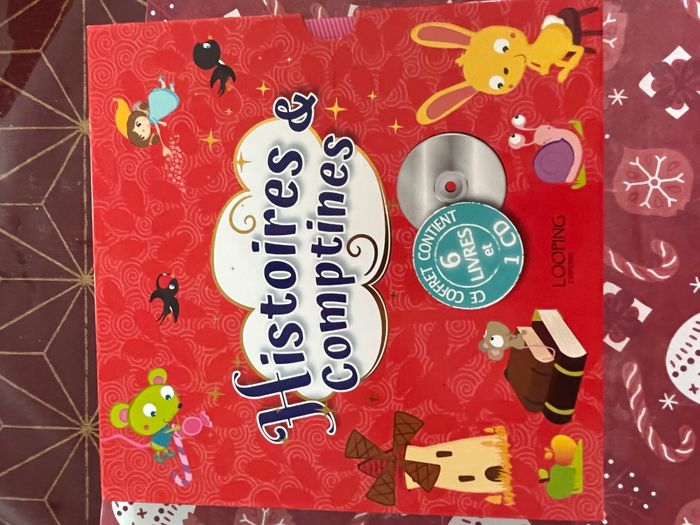 Histoires &
comptines
CE COFFRET CONTIENT
6
LIVRES
et
1 CD
LOOPING